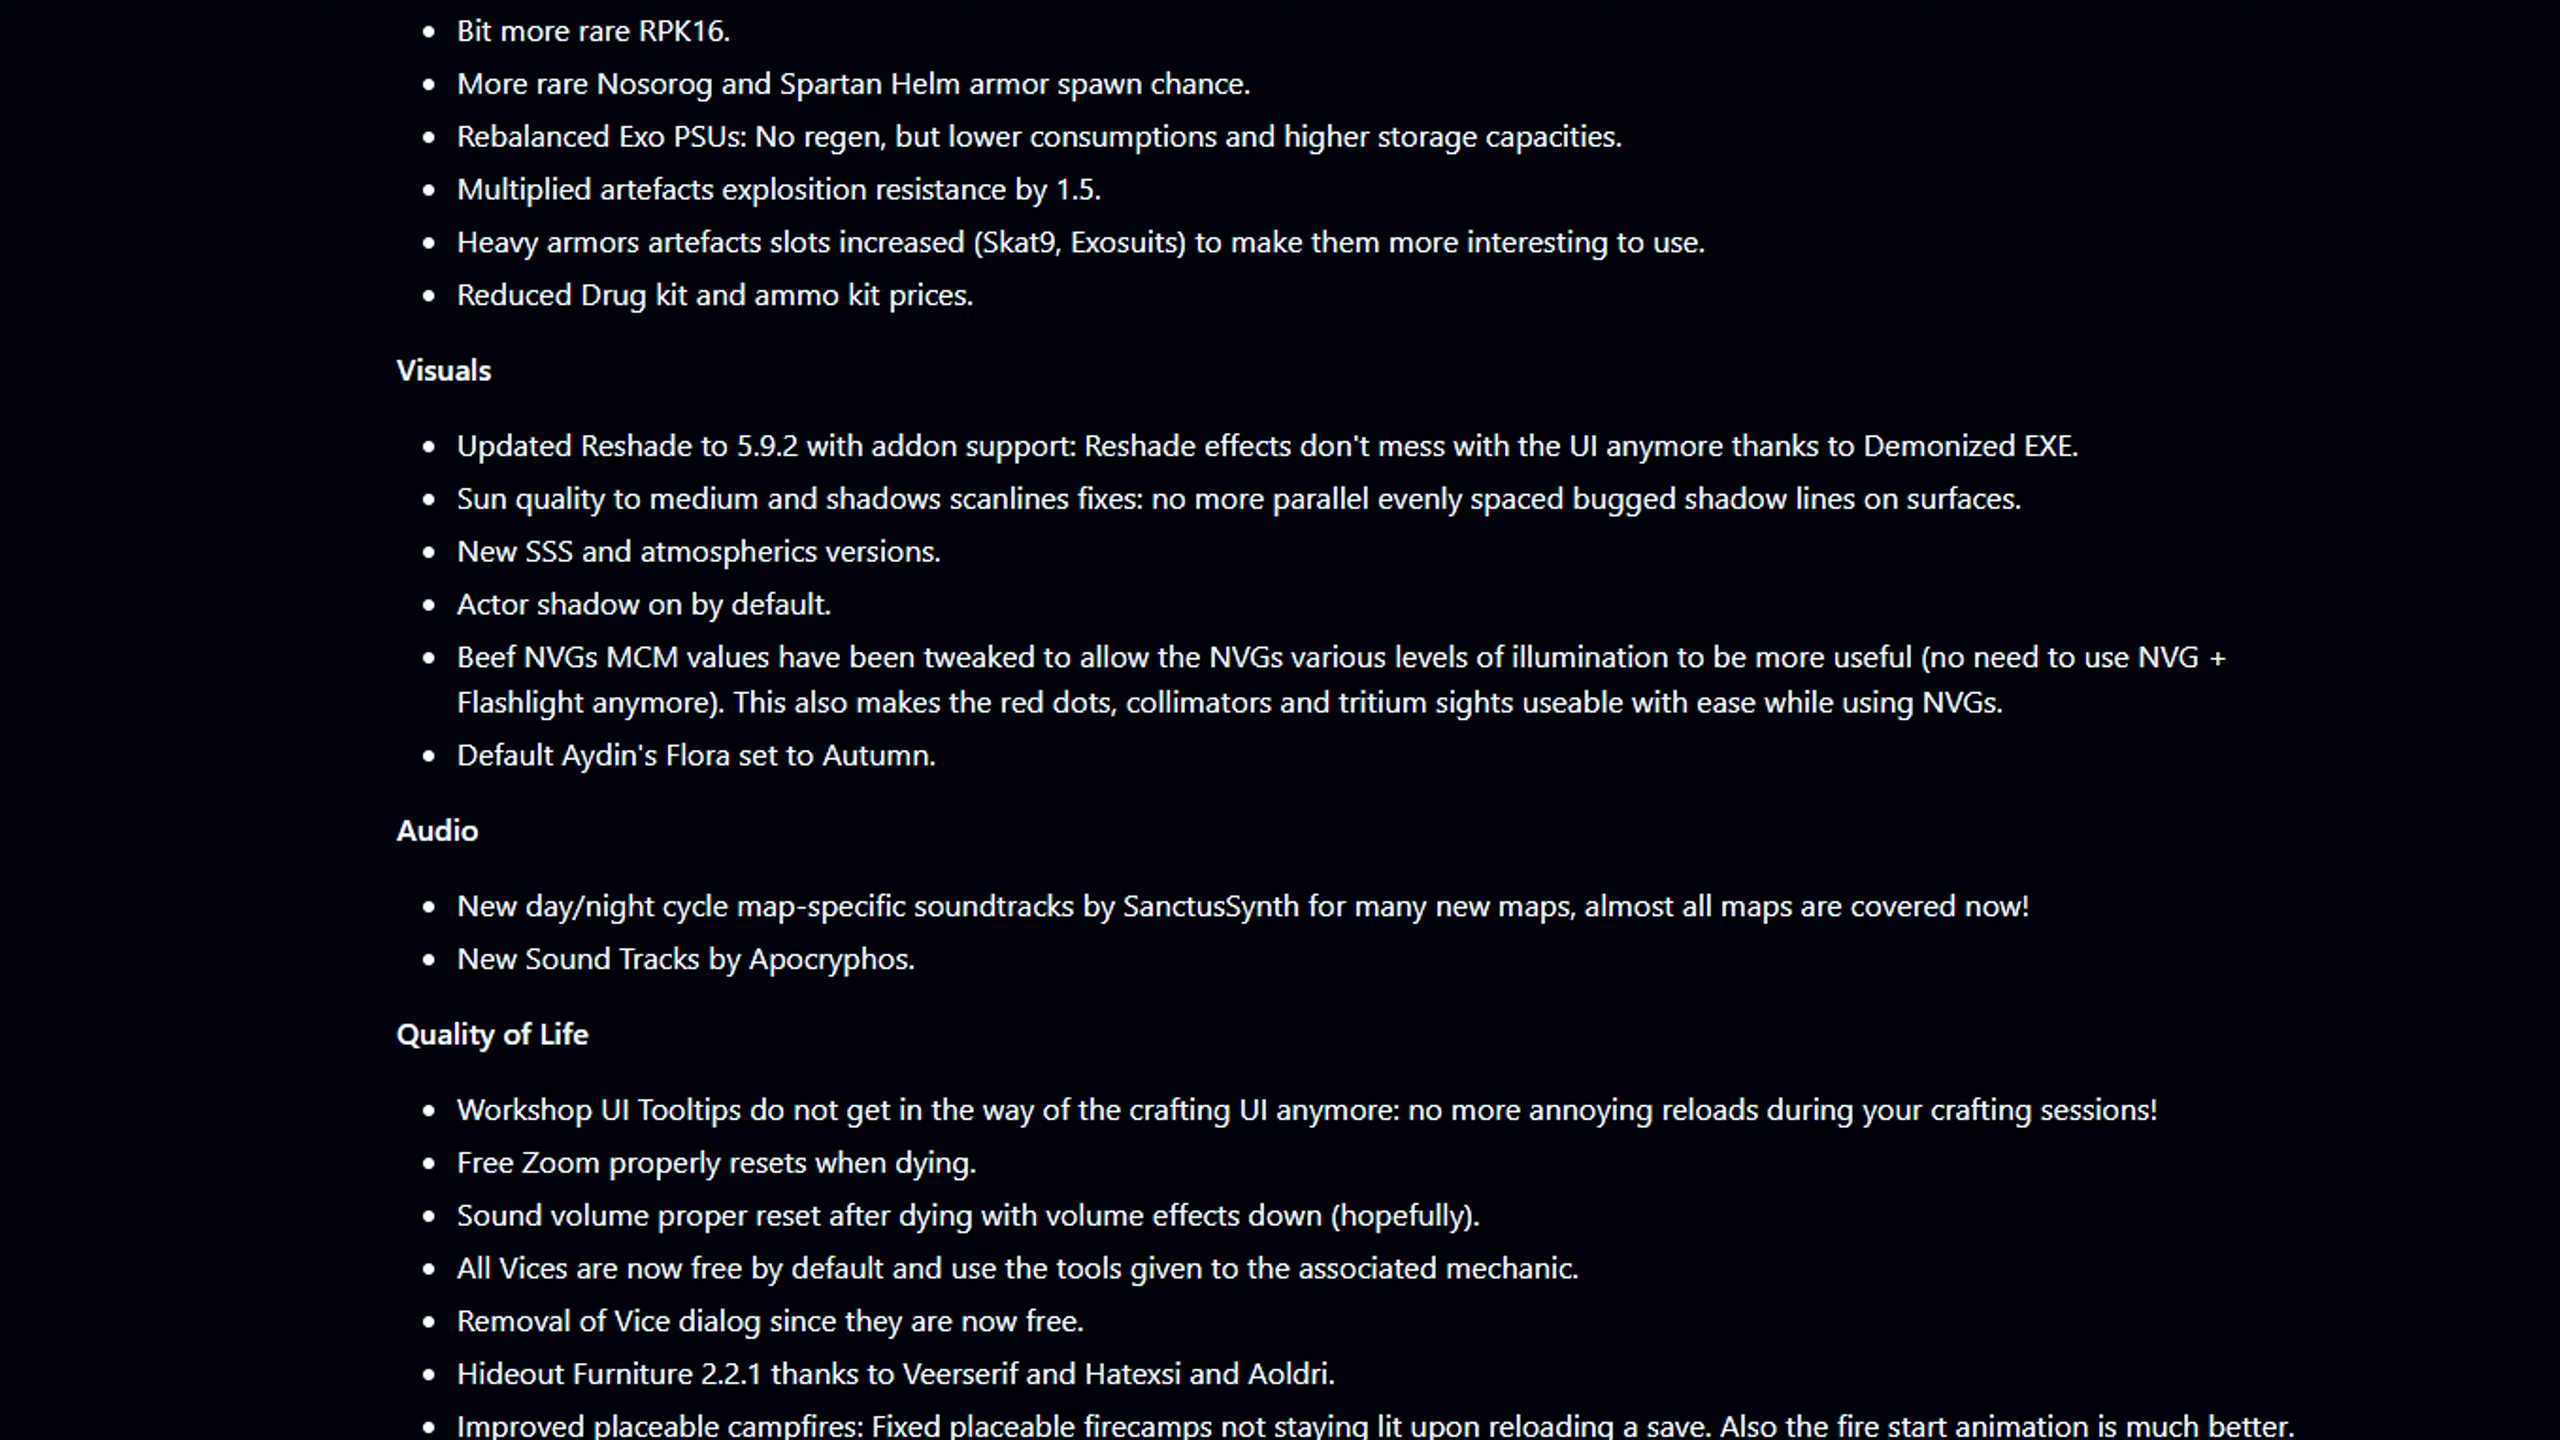 Bit more rare RPK16.
More rare Nosorog and Spartan Helm armor spawn chance.
Rebalanced Exo PSUs: No regen, but lower consumptions and higher storage capacities.
Multiplied artefacts explosition resistance by 1.5.
Heavy armors artefacts slots increased (Skat9, Exosuits) to make them more interesting to use.
Reduced Drug kit and ammo kit prices.
Visuals
Updated Reshade to 5.9.2 with addon support: Reshade effects don't mess with the UI anymore thanks to Demonized EXE.
Sun quality to medium and shadows scanlines fixes: no more parallel evenly spaced bugged shadow lines on surfaces.
New SSS and atmospherics versions.
Actor shadow on by default.
Beef NVGs MCM values have been tweaked to allow the NVGs various levels of illumination to be more useful (no need to use NVG +
Flashlight anymore). This also makes the red dots, collimators and tritium sights useable with ease while using NVGs.
Default Aydin's Flora set to Autumn.
Audio
New day/night cycle map-specific soundtracks by SanctusSynth for many new maps, almost all maps are covered now!
New Sound Tracks by Apocryphos.
Quality of Life
Workshop UI Tooltips do not get in the way of the crafting UI anymore: no more annoying reloads during your crafting sessions!
Free Zoom properly resets when dying.
Sound volume proper reset after dying with volume effects down (hopefully).
All Vices are now free by default and use the tools given to the associated mechanic.
Removal of Vice dialog since they are now free.
Hideout Furniture 2.2.1 thanks to Veerserif and Hatexsi and Aoldri.
Improved placeable campfires: Fixed placeable firecamps not staying lit upon reloading a save. Also the fire start animation is much better.